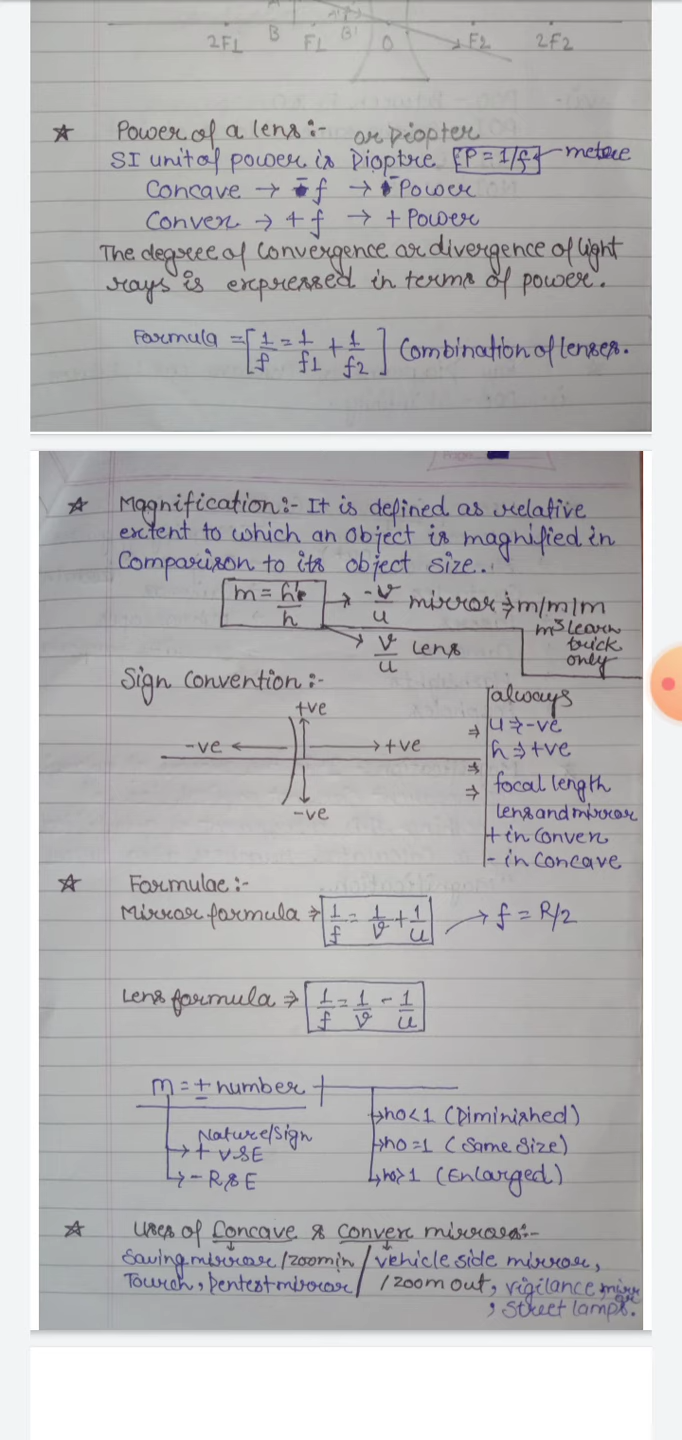 2F1 B F1 B' O F2 2F2
☆ Power of a lens:- or Diopter
SI unit of power is Dioptre [P = 1/f] metere
Concave → - f → - Power
Convex → + f → + Power
The degree of convergence or divergence of light
rays is expressed in terms of power.
Formula = [1/f = 1/f1 + 1/f2] Combination of lenses.
☆ Magnification:- It is defined as relative
extent to which an object is magnified in
Comparison to its object size.
m = h'/h → -v/u mirror ⇒ m/m/m
m³ learn
trick
only
→ v/u lens
Sign Convention:-
+ve
-ve ← → +ve
-ve
always
⇒ u ⇒ -ve
h ⇒ +ve
⇒
⇒ focal length
lens and mirror
+ in Convex
- in Concave
☆ Formulae:-
Mirror formula ⇒ 1/f = 1/v + 1/u → f = R/2
Lens formula ⇒ 1/f = 1/v - 1/u
m = ± number
Nature/Sign
→ + V&E
→ - R&E
→ no < 1 (Diminished)
→ no = 1 (Same Size)
→ no > 1 (Enlarged)
☆ Uses of Concave & Convex mirrors:-
Saving mirror / zoom in / vehicle side mirror,
Tourch, Dentest mirror / / zoom out, vigilance mirr
, Street lamps.